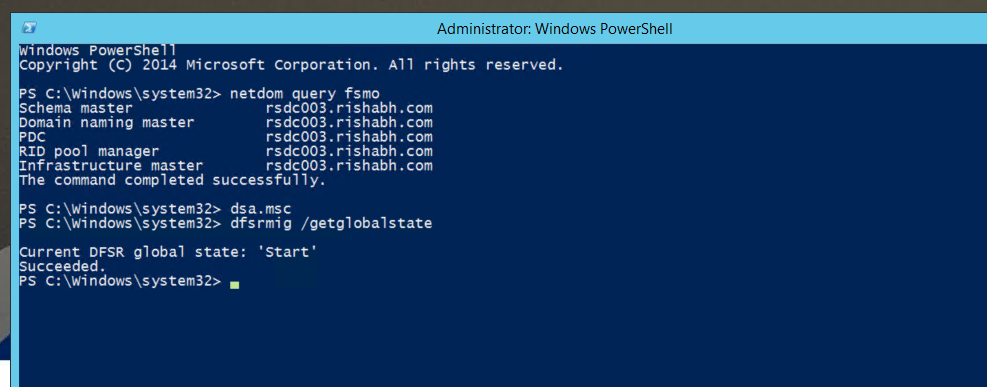 Administrator: Windows PowerShell
Windows PowerShell
Copyright (C) 2014 Microsoft Corporation. All rights reserved.
PS C:\Windows\system32> netdom query fsmo
Schema master               rsdc003.rishabh.com
Domain naming master        rsdc003.rishabh.com
PDC                         rsdc003.rishabh.com
RID pool manager            rsdc003.rishabh.com
Infrastructure master       rsdc003.rishabh.com
The command completed successfully.
PS C:\Windows\system32> dsa.msc
PS C:\Windows\system32> dfsrmig /getglobalstate
Current DFSR global state: 'Start'
Succeeded.
PS C:\Windows\system32>